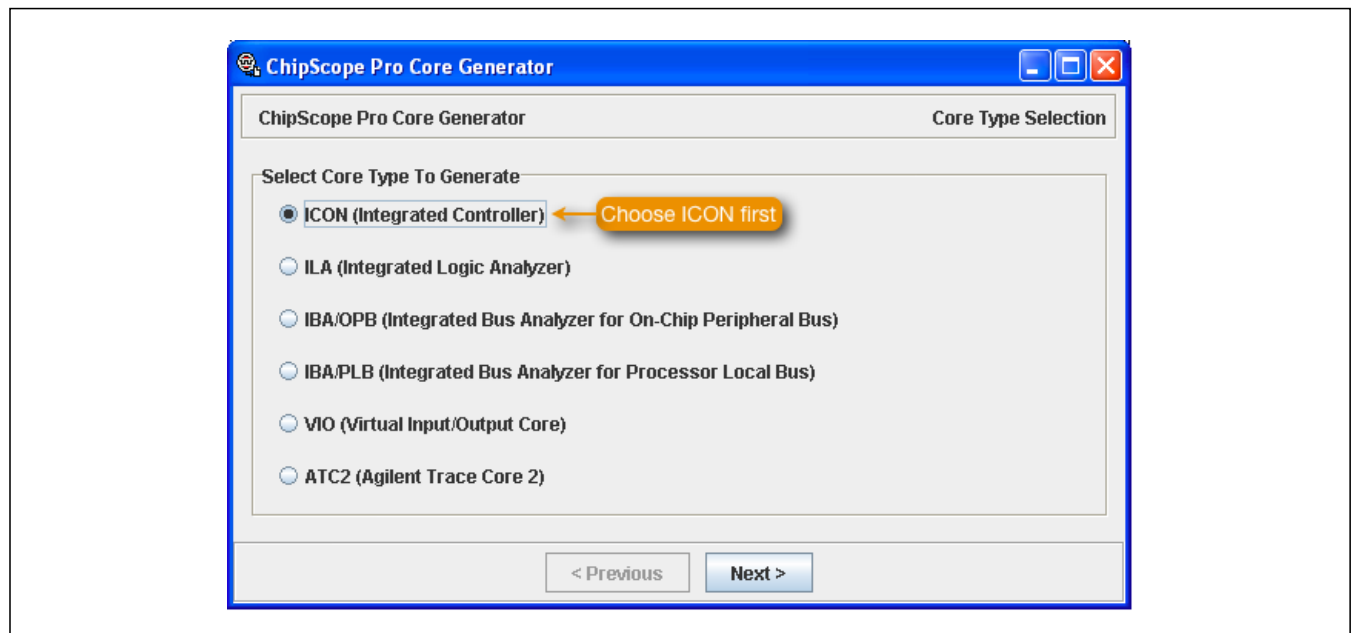 ChipScope Pro Core Generator
ChipScope Pro Core Generator Core Type Selection
Select Core Type To Generate
ICON (Integrated Controller) Choose ICON first
ILA (Integrated Logic Analyzer)
IBA/OPB (Integrated Bus Analyzer for On-Chip Peripheral Bus)
IBA/PLB (Integrated Bus Analyzer for Processor Local Bus)
VIO (Virtual Input/Output Core)
ATC2 (Agilent Trace Core 2)
< Previous Next >